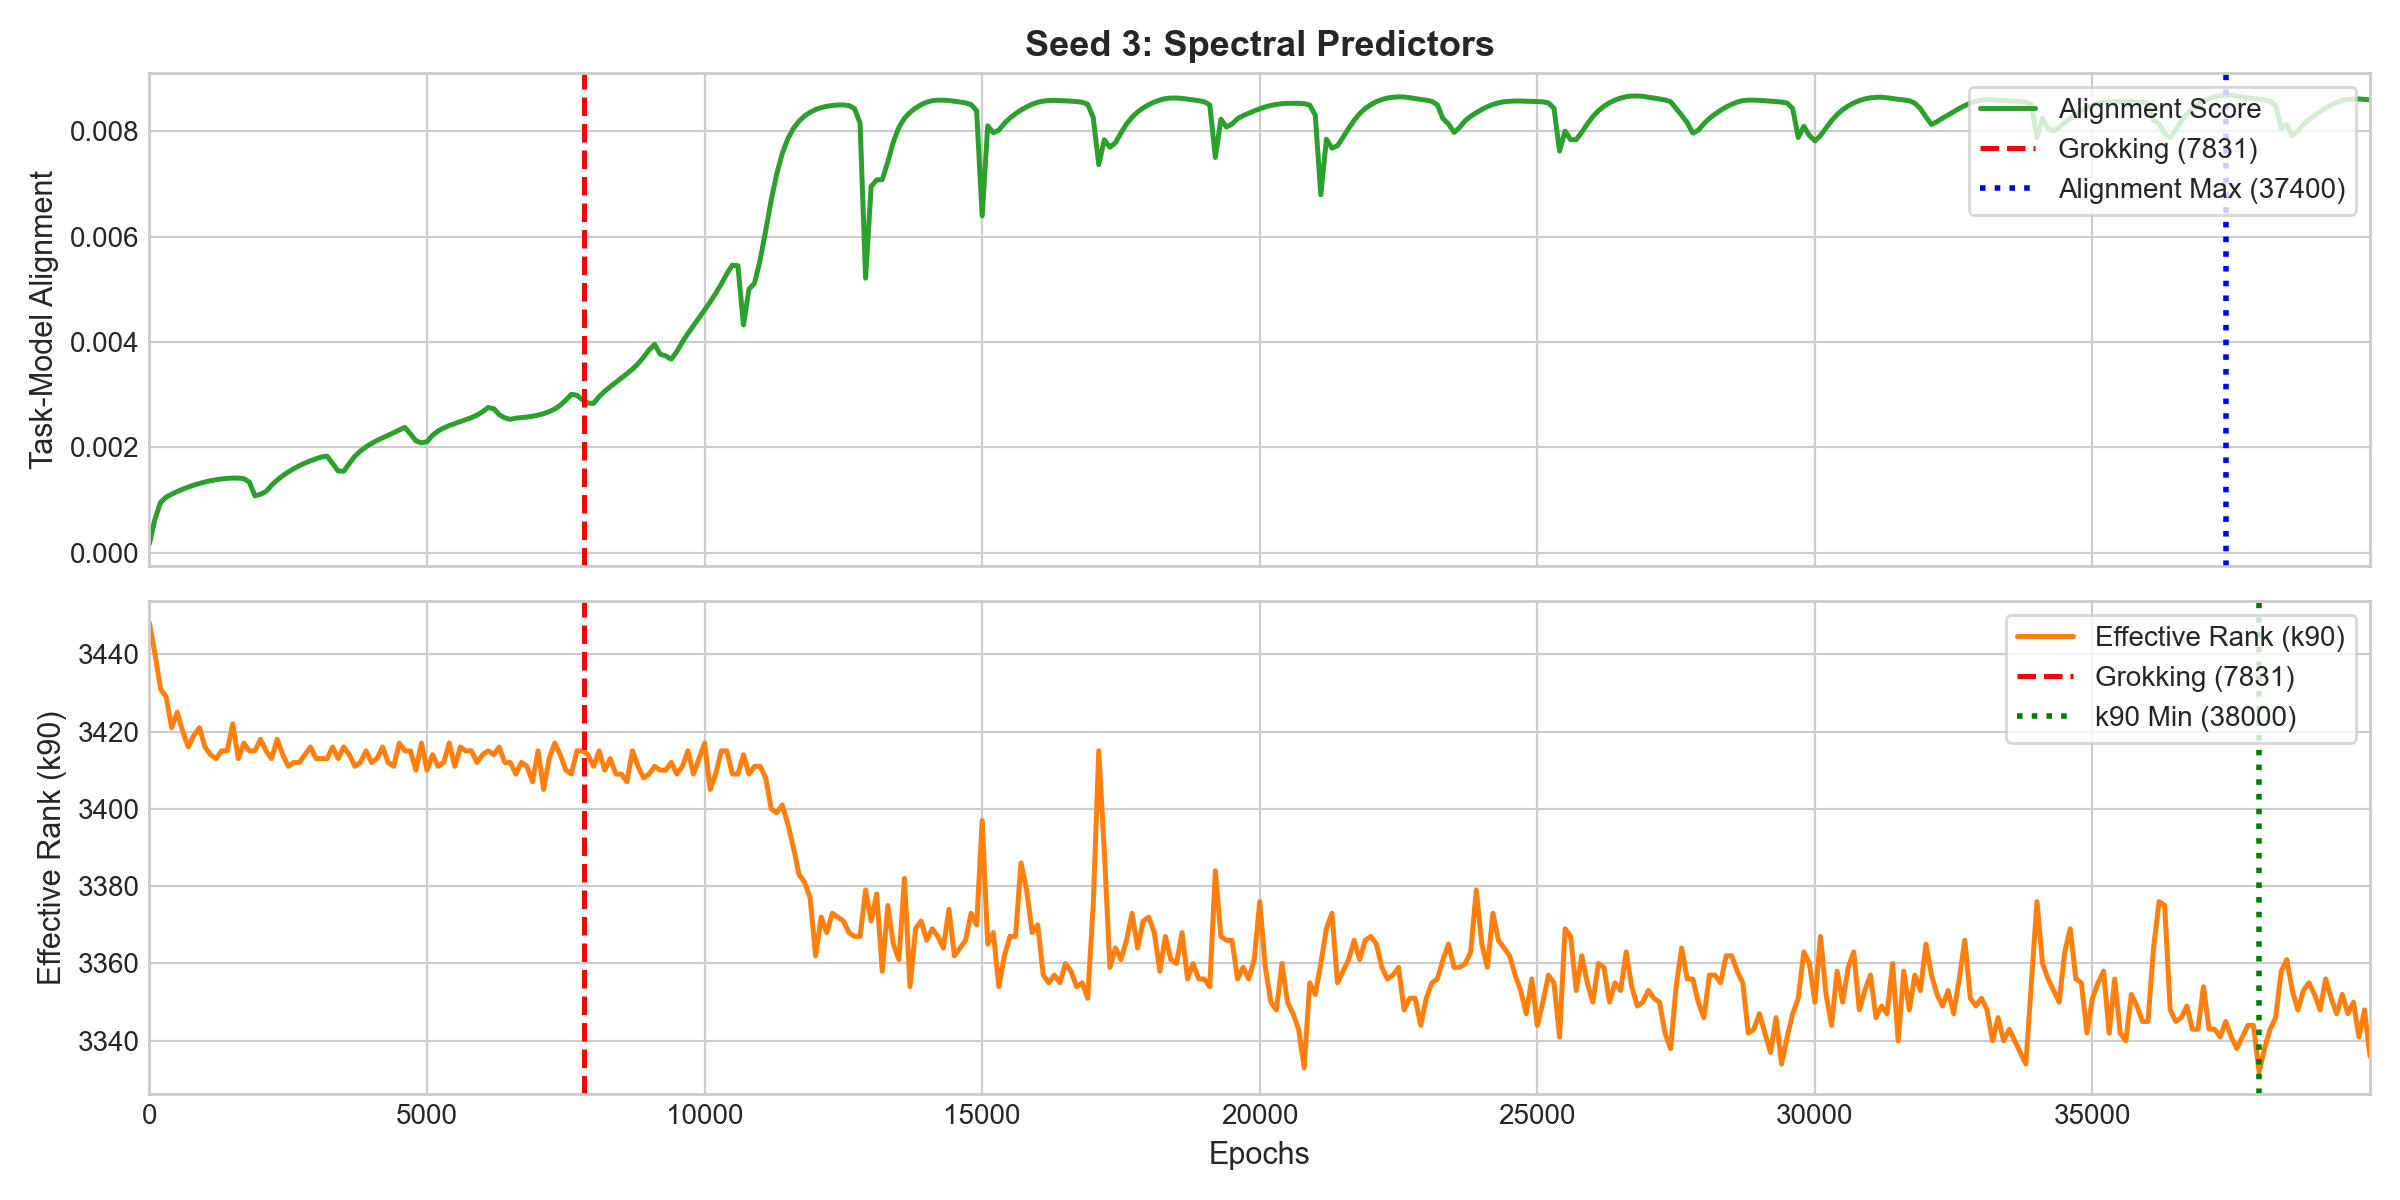 Seed 3: Spectral Predictors
Task-Model Alignment
0.008
0.006
0.004
0.002
0.000
Alignment Score
Grokking (7831)
Alignment Max (37400)
Effective Rank (k90)
3440
3420
3400
3380
3360
3340
Effective Rank (k90)
Grokking (7831)
k90 Min (38000)
0 5000 10000 15000 20000 25000 30000 35000
Epochs